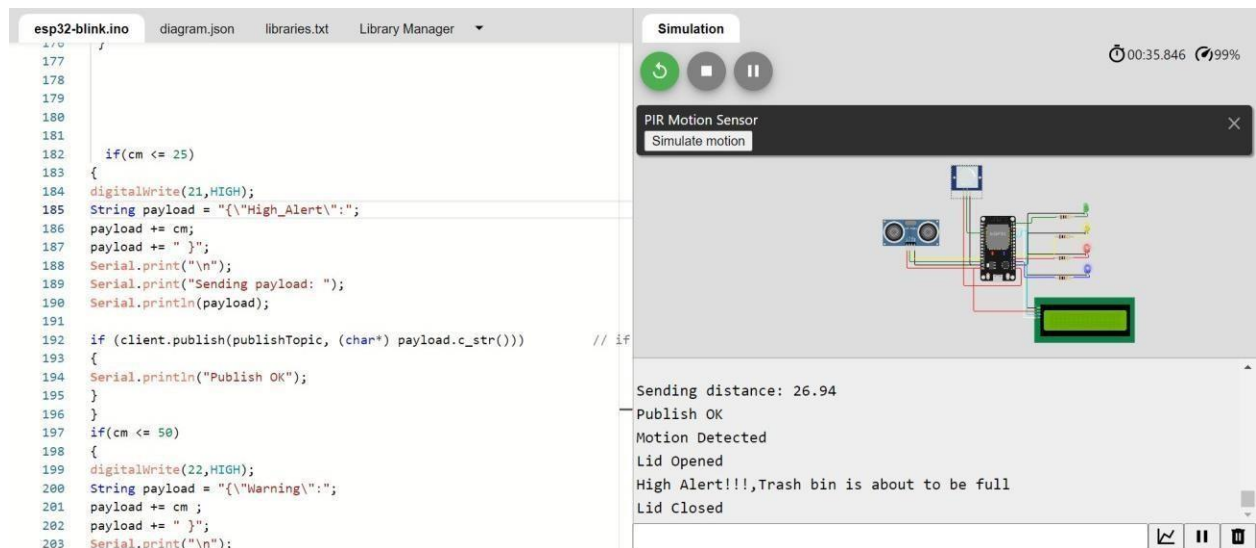 esp32-blink.ino diagram.json libraries.txt Library Manager
176 }
177
178
179
180
181
182 if(cm <= 25)
183 {
184 digitalWrite(21,HIGH);
185 String payload = "{\"High_Alert\":";
186 payload += cm;
187 payload += " }";
188 Serial.print("\n");
189 Serial.print("Sending payload: ");
190 Serial.println(payload);
191
192 if (client.publish(publishTopic, (char*) payload.c_str())) // if
193 {
194 Serial.println("Publish OK");
195 }
196 }
197 if(cm <= 50)
198 {
199 digitalWrite(22,HIGH);
200 String payload = "{\"Warning\":";
201 payload += cm ;
202 payload += " }";
203 Serial.print("\n");
Simulation
00:35.846 99%
PIR Motion Sensor
Simulate motion
Sending distance: 26.94
Publish OK
Motion Detected
Lid Opened
High Alert!!!,Trash bin is about to be full
Lid Closed